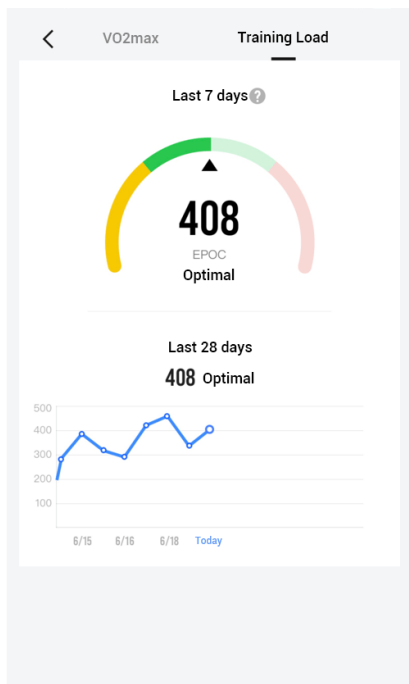 VO2max Training Load
Last 7 days ?
408
EPOC
Optimal
Last 28 days
408 Optimal
500
400
300
200
100
6/15 6/16 6/18 Today